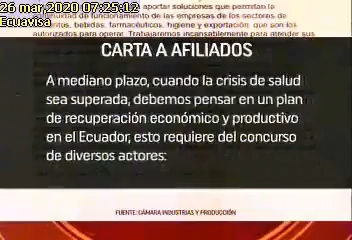 26 mar 2020 07:25:12
Ecuavisa
aportar soluciones que permitan la
de funcionamiento de las empresas de los sectores de
bebidas, farmacéuticos, higiene y exportación que son los
autorizados para operar. Trabajaremos incansablemente para atender sus
CARTA A AFILIADOS
A mediano plazo, cuando la crisis de salud
sea superada, debemos pensar en un plan
de recuperación económico y productivo
en el Ecuador, esto requiere del concurso
de diversos actores:
FUENTE: CÁMARA INDUSTRIAS Y PRODUCCIÓN